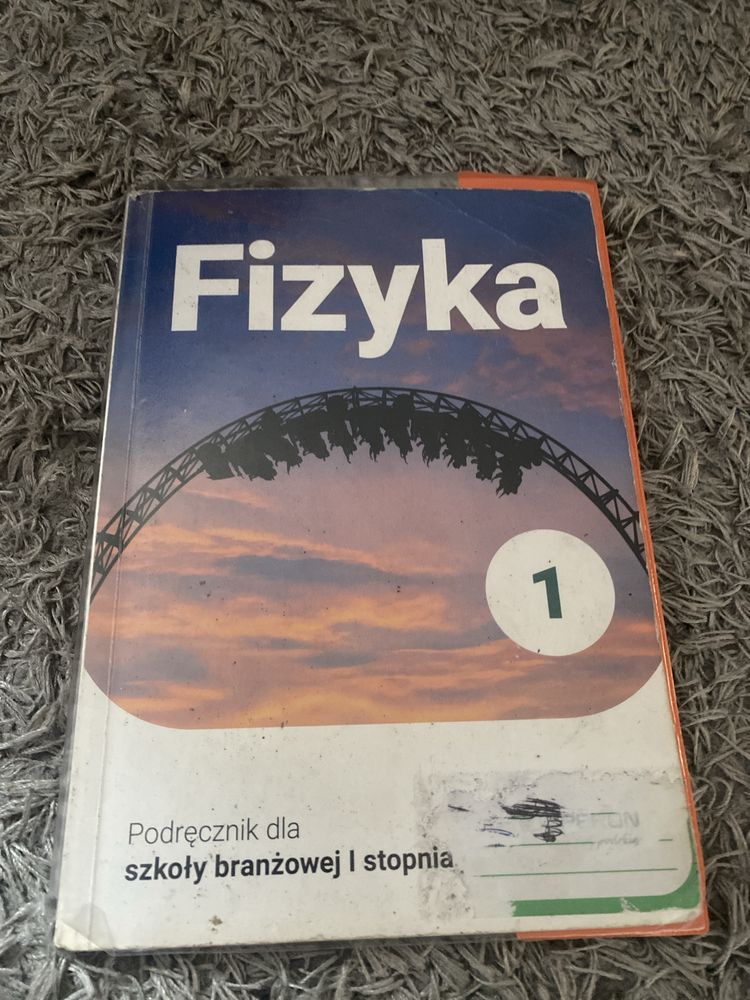 Fizyka
1
Podręcznik dla
szkoły branżowej I stopnia